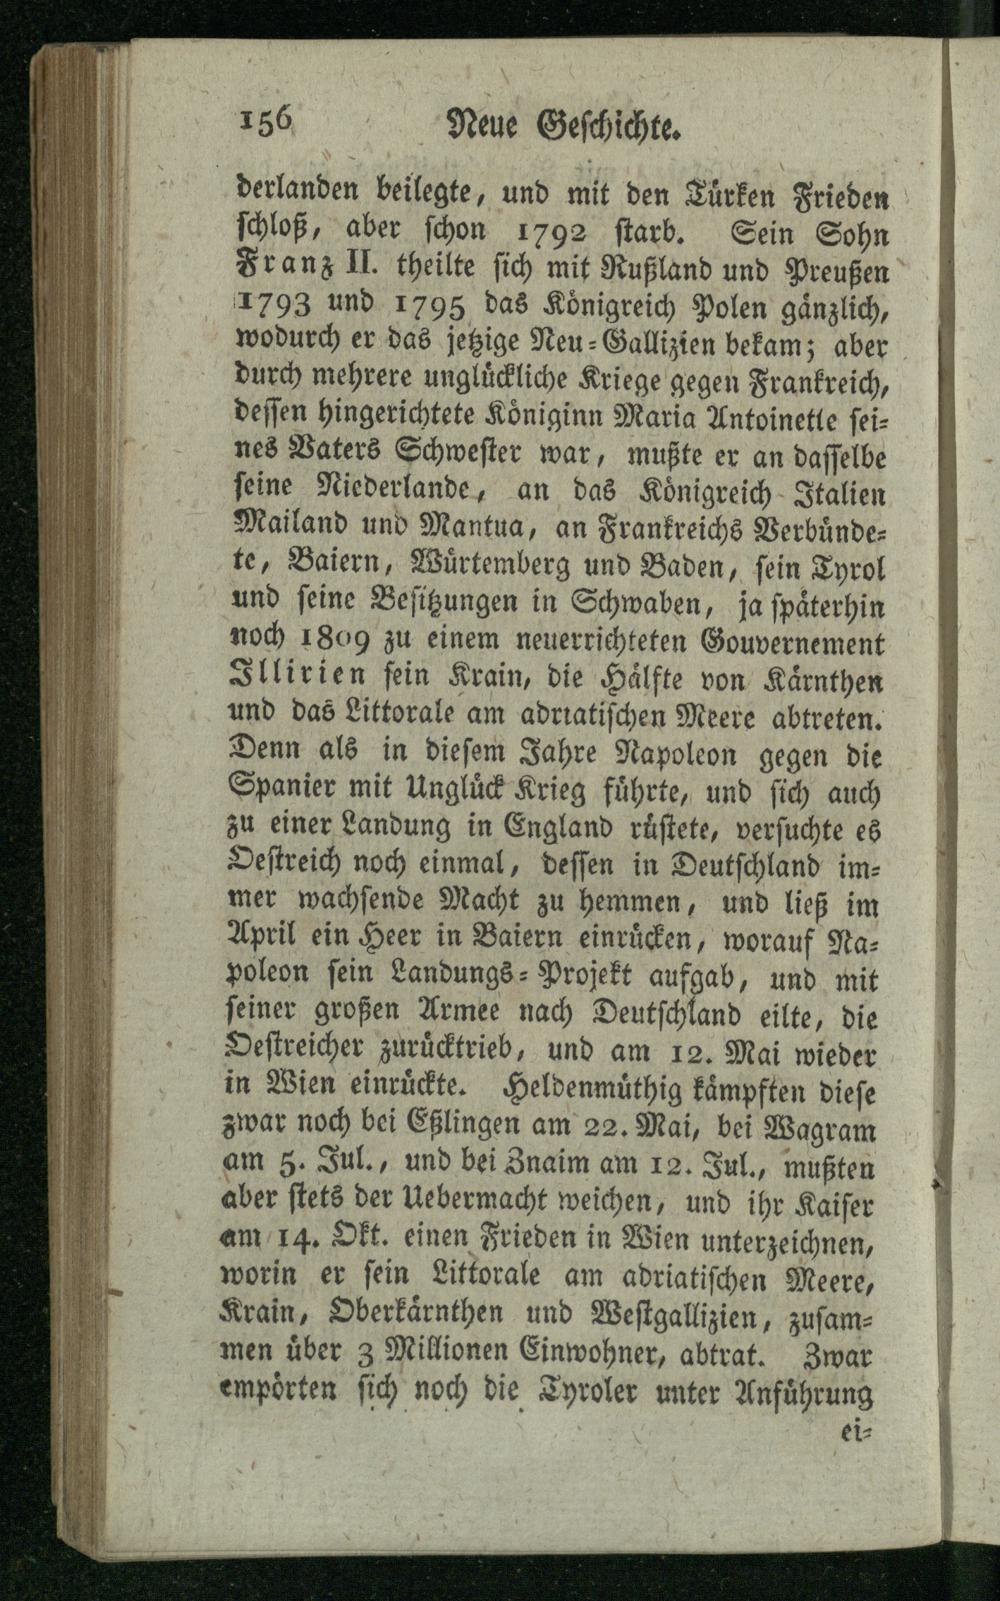 156 Neue Geschichte.
derlanden beilegte, und mit den Türken Frieden
schloß, aber schon 1792 starb. Sein Sohn
Franz II. theilte sich mit Rußland und Preußen
1793 und 1795 das Königreich Polen gänzlich,
wodurch er das jetzige Neu-Gallizien bekam; aber
durch mehrere unglückliche Kriege gegen Frankreich,
dessen hingerichtete Königinn Maria Antoinette sei-
nes Vaters Schwester war, mußte er an dasselbe
seine Niederlande, an das Königreich Italien
Mailand und Mantua, an Frankreichs Verbünde-
te, Baiern, Würtemberg und Baden, sein Tyrol
und seine Besitzungen in Schwaben, ja späterhin
noch 1809 zu einem neuerrichteten Gouvernement
Illirien sein Krain, die Hälfte von Kärnthen
und das Littorale am adriatischen Meere abtreten.
Denn als in diesem Jahre Napoleon gegen die
Spanier mit Unglück Krieg führte, und sich auch
zu einer Landung in England rüstete, versuchte es
Oestreich noch einmal, dessen in Deutschland im-
mer wachsende Macht zu hemmen, und ließ im
April ein Heer in Baiern einrücken, worauf Na-
poleon sein Landungs-Projekt aufgab, und mit
seiner großen Armee nach Deutschland eilte, die
Oestreicher zurücktrieb, und am 12. Mai wieder
in Wien einrückte. Heldenmüthig kämpften diese
zwar noch bei Eßlingen am 22. Mai, bei Wagram
am 5. Jul., und bei Znaim am 12. Jul., mußten
aber stets der Uebermacht weichen, und ihr Kaiser
am 14. Okt. einen Frieden in Wien unterzeichnen,
worin er sein Littorale am adriatischen Meere,
Krain, Oberkärnthen und Westgallizien, zusam-
men über 3 Millionen Einwohner, abtrat. Zwar
empörten sich noch die Tyroler unter Anführung
ei-